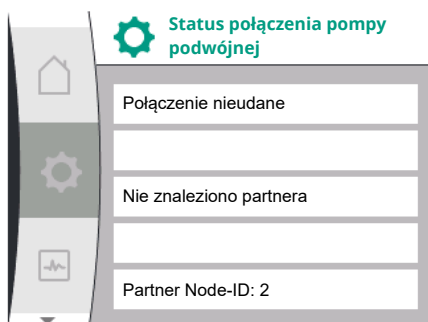 Status połączenia pompy
podwójnej
Połączenie nieudane
Nie znaleziono partnera
Partner Node-ID: 2